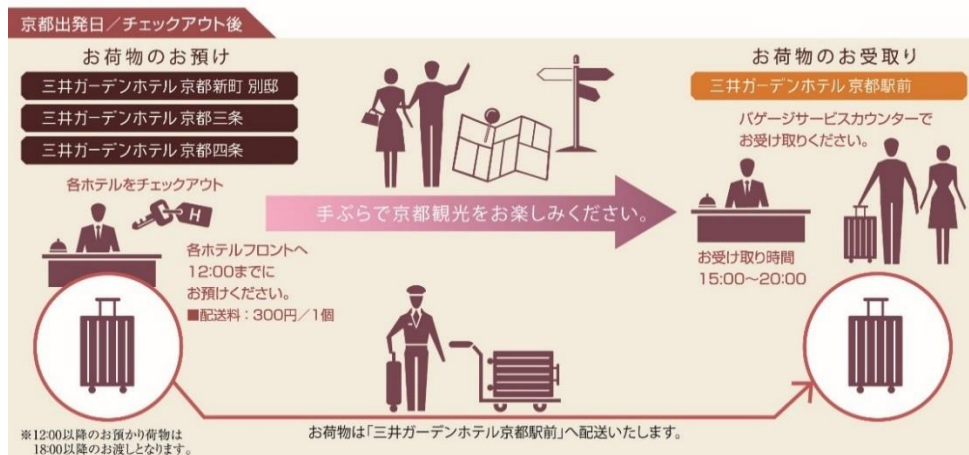 京都出発日／チェックアウト後
お荷物のお預け
三井ガーデンホテル 京都新町 別邸
三井ガーデンホテル 京都三条
三井ガーデンホテル 京都四条
各ホテルをチェックアウト
H
各ホテルフロントへ
12:00までに
お預けください。
■配送料：300円／1個
※12:00以降のお預かり荷物は
18:00以降のお渡しとなります。
手ぶらで京都観光をお楽しみください。
お荷物のお受取り
三井ガーデンホテル 京都駅前
バゲージサービスカウンターで
お受け取りください。
お受け取り時間
15:00～20:00
お荷物は「三井ガーデンホテル京都駅前」へ配送いたします。